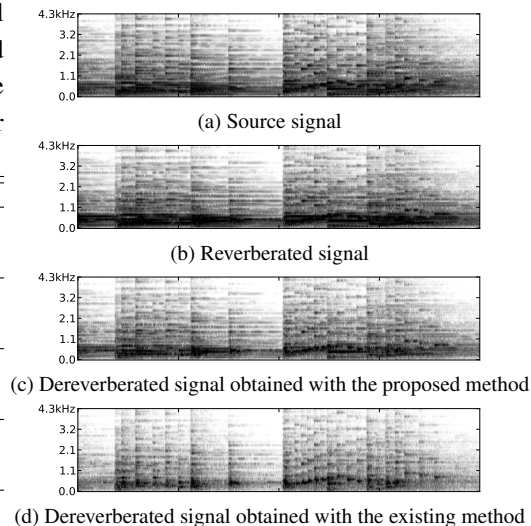 l
d
e
r
4.3kHz
3.2
2.1
1.1
0.0
(a) Source signal
4.3kHz
3.2
2.1
1.1
0.0
(b) Reverberated signal
4.3kHz
3.2
2.1
1.1
0.0
(c) Dereverberated signal obtained with the proposed method
4.3kHz
3.2
2.1
1.1
0.0
(d) Dereverberated signal obtained with the existing method